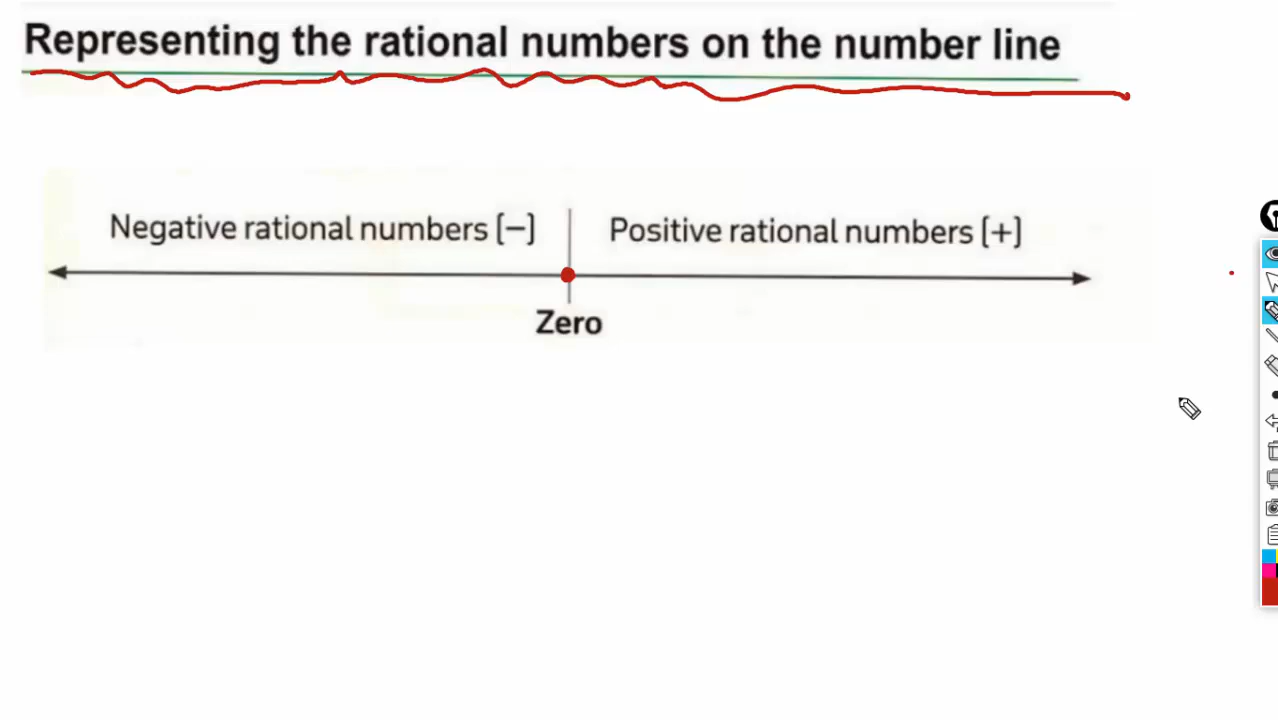 Representing the rational numbers on the number line
Negative rational numbers (−) Positive rational numbers (+)
Zero